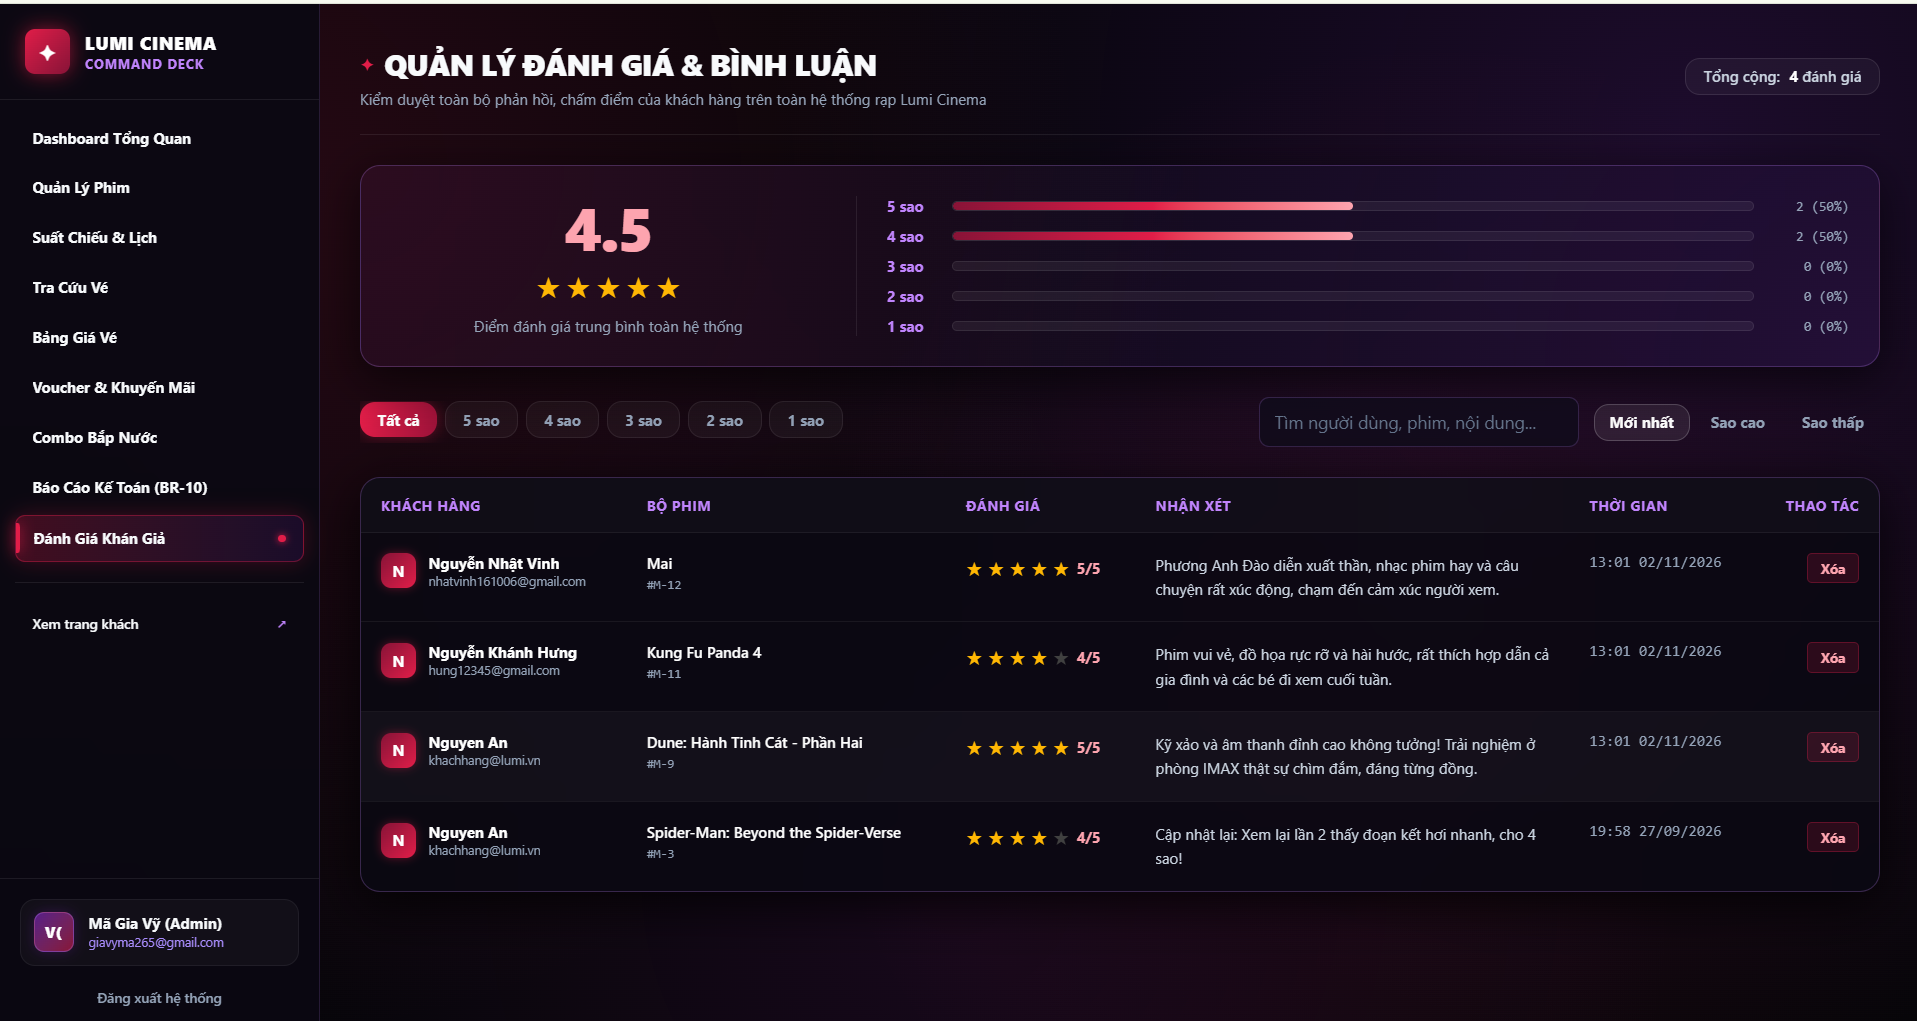 LUMI CINEMA
COMMAND DECK
Dashboard Tổng Quan
Quản Lý Phim
Suất Chiếu & Lịch
Tra Cứu Vé
Bảng Giá Vé
Voucher & Khuyến Mãi
Combo Bắp Nước
Báo Cáo Kế Toán (BR-10)
Đánh Giá Khán Giả
Xem trang khách ↗
V(
Mã Gia Vỹ (Admin)
giavyma265@gmail.com
Đăng xuất hệ thống
QUẢN LÝ ĐÁNH GIÁ & BÌNH LUẬN
Kiểm duyệt toàn bộ phản hồi, chấm điểm của khách hàng trên toàn hệ thống rạp Lumi Cinema
Tổng cộng: 4 đánh giá
4.5
★★★★★
Điểm đánh giá trung bình toàn hệ thống
5 sao 2 (50%)
4 sao 2 (50%)
3 sao 0 (0%)
2 sao 0 (0%)
1 sao 0 (0%)
Tất cả 5 sao 4 sao 3 sao 2 sao 1 sao
Tìm người dùng, phim, nội dung...
Mới nhất Sao cao Sao thấp
KHÁCH HÀNG BỘ PHIM ĐÁNH GIÁ NHẬN XÉT THỜI GIAN THAO TÁC
N
Nguyễn Nhật Vinh
nhatvinh161006@gmail.com
Mai
#M-12
★★★★★ 5/5
Phương Anh Đào diễn xuất thần, nhạc phim hay và câu
chuyện rất xúc động, chạm đến cảm xúc người xem.
13:01 02/11/2026
Xóa
N
Nguyễn Khánh Hưng
hung12345@gmail.com
Kung Fu Panda 4
#M-11
★★★★★ 4/5
Phim vui vẻ, đồ họa rực rỡ và hài hước, rất thích hợp dẫn cả
gia đình và các bé đi xem cuối tuần.
13:01 02/11/2026
Xóa
N
Nguyen An
khachhang@lumi.vn
Dune: Hành Tinh Cát - Phần Hai
#M-9
★★★★★ 5/5
Kỹ xảo và âm thanh đỉnh cao không tưởng! Trải nghiệm ở
phòng IMAX thật sự chìm đắm, đáng từng đồng.
13:01 02/11/2026
Xóa
N
Nguyen An
khachhang@lumi.vn
Spider-Man: Beyond the Spider-Verse
#M-3
★★★★★ 4/5
Cập nhật lại: Xem lại lần 2 thấy đoạn kết hơi nhanh, cho 4
sao!
19:58 27/09/2026
Xóa